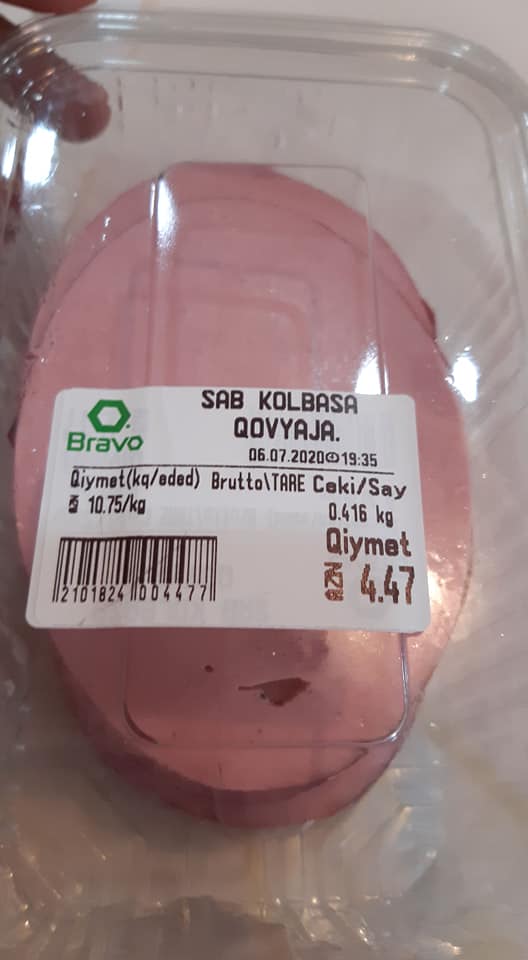 SAB KOLBASA
QOVYAJA.
Bravo
06.07.2020 19:35
Qiymet(kq/eded) Brutto\TARE Ceki/Say
₼ 10.75/kg 0.416 kg
Qiymet
AZN 4.47
2101824 004477